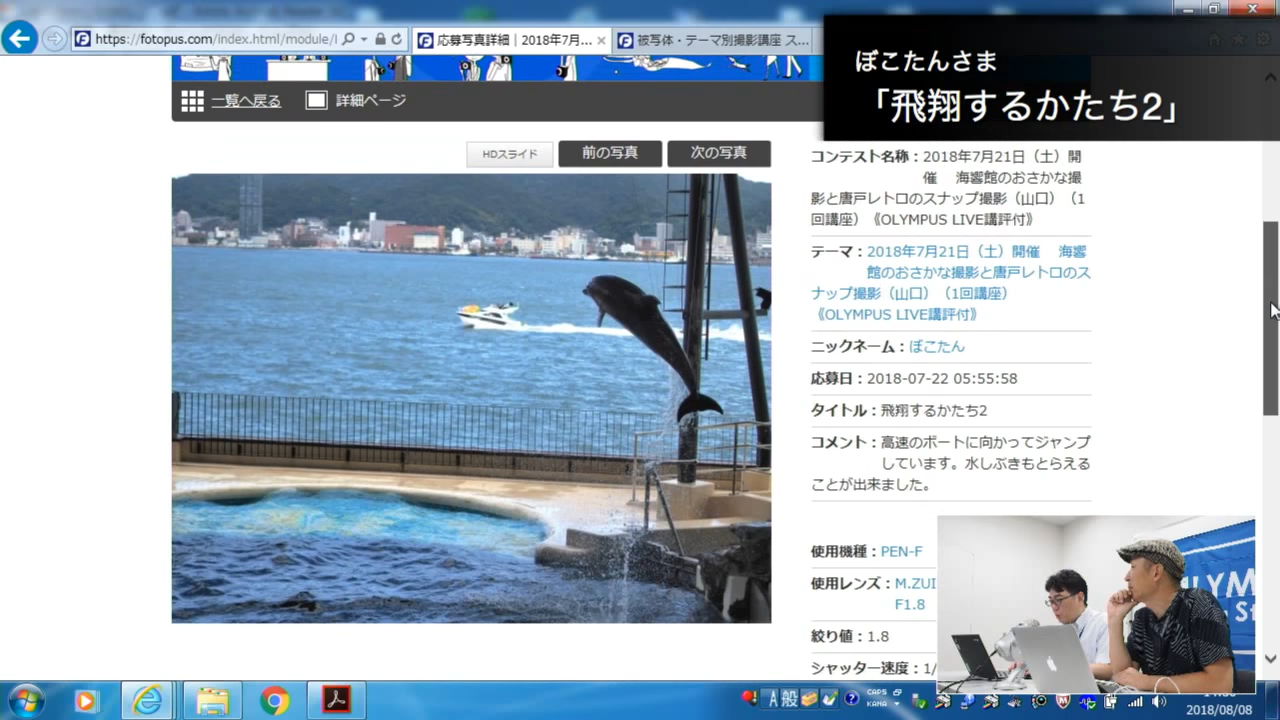 https://fotopus.com/index.html/module/l
応募写真詳細｜2018年7月...
被写体・テーマ別撮影講座 ス...
ぼこたんさま
「飛翔するかたち2」
一覧へ戻る
詳細ページ
HDスライド
前の写真
次の写真
コンテスト名称：2018年7月21日（土）開
催　海響館のおさかな撮
影と唐戸レトロのスナップ撮影（山口）（1
回講座）《OLYMPUS LIVE講評付》
テーマ：2018年7月21日（土）開催　海響
館のおさかな撮影と唐戸レトロのス
ナップ撮影（山口）（1回講座）
《OLYMPUS LIVE講評付》
ニックネーム：ぼこたん
応募日：2018-07-22 05:55:58
タイトル：飛翔するかたち2
コメント：高速のボートに向かってジャンプ
しています。水しぶきもとらえる
ことが出来ました。
使用機種：PEN-F
使用レンズ：M.ZUI
F1.8
絞り値：1.8
シャッター速度：1/
A 般
CAPS
KANA
2018/08/08